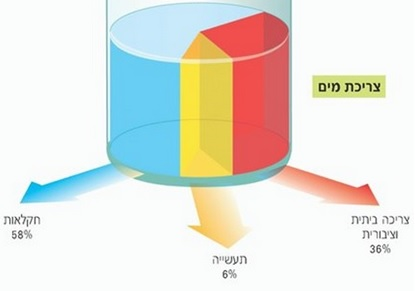 צריכת מים
צריכה ביתית
וציבורית
36%
תעשייה
6%
חקלאות
58%